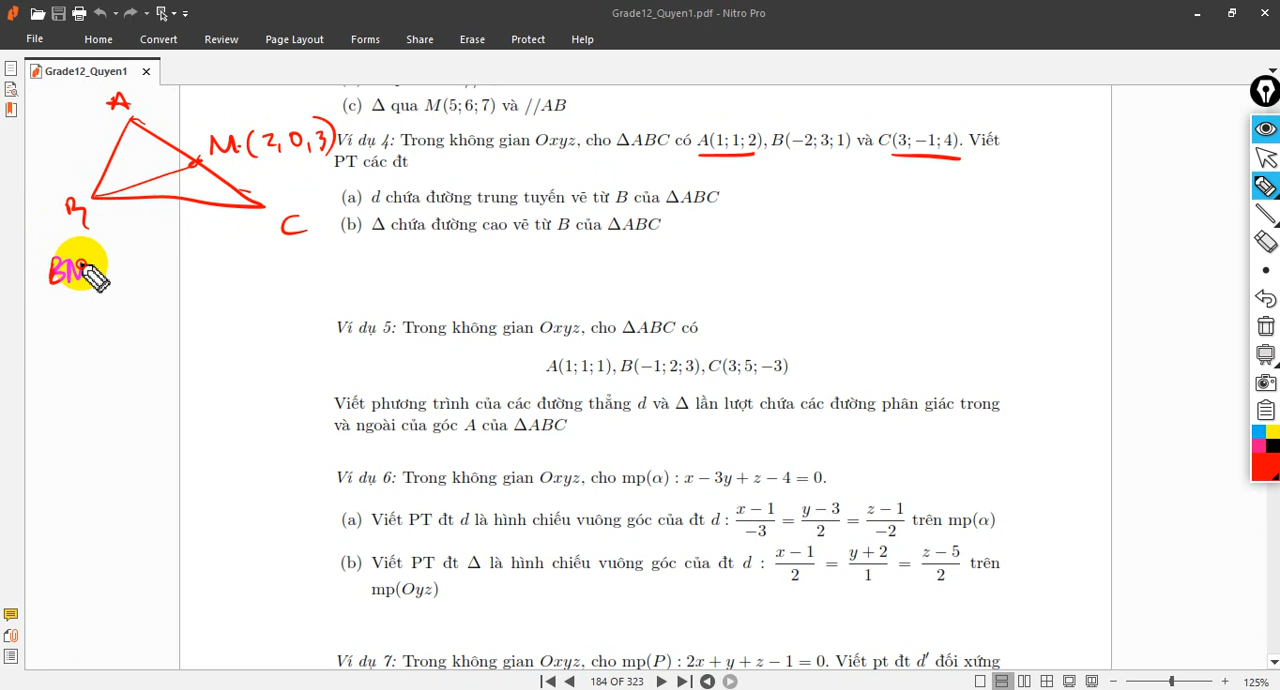 Grade12_Quyen1.pdf - Nitro Pro
File Home Convert Review Page Layout Forms Share Erase Protect Help
Grade12_Quyen1
(c) Δ qua M(5; 6; 7) và //AB
Ví dụ 4: Trong không gian Oxyz, cho ΔABC có A(1; 1; 2), B(−2; 3; 1) và C(3; −1; 4). Viết
PT các đt
(a) d chứa đường trung tuyến vẽ từ B của ΔABC
(b) Δ chứa đường cao vẽ từ B của ΔABC
A
M (2, 0, 3)
B
C
Ví dụ 5: Trong không gian Oxyz, cho ΔABC có
A(1; 1; 1), B(−1; 2; 3), C(3; 5; −3)
Viết phương trình của các đường thẳng d và Δ lần lượt chứa các đường phân giác trong
và ngoài của góc A của ΔABC
Ví dụ 6: Trong không gian Oxyz, cho mp(α) : x − 3y + z − 4 = 0.
(a) Viết PT đt d là hình chiếu vuông góc của đt d : (x − 1)/(−3) = (y − 3)/2 = (z − 1)/(−2) trên mp(α)
(b) Viết PT đt Δ là hình chiếu vuông góc của đt d : (x − 1)/2 = (y + 2)/1 = (z − 5)/2 trên
mp(Oyz)
Ví dụ 7: Trong không gian Oxyz, cho mp(P) : 2x + y + z − 1 = 0. Viết pt đt d′ đối xứng
184 OF 323
125%